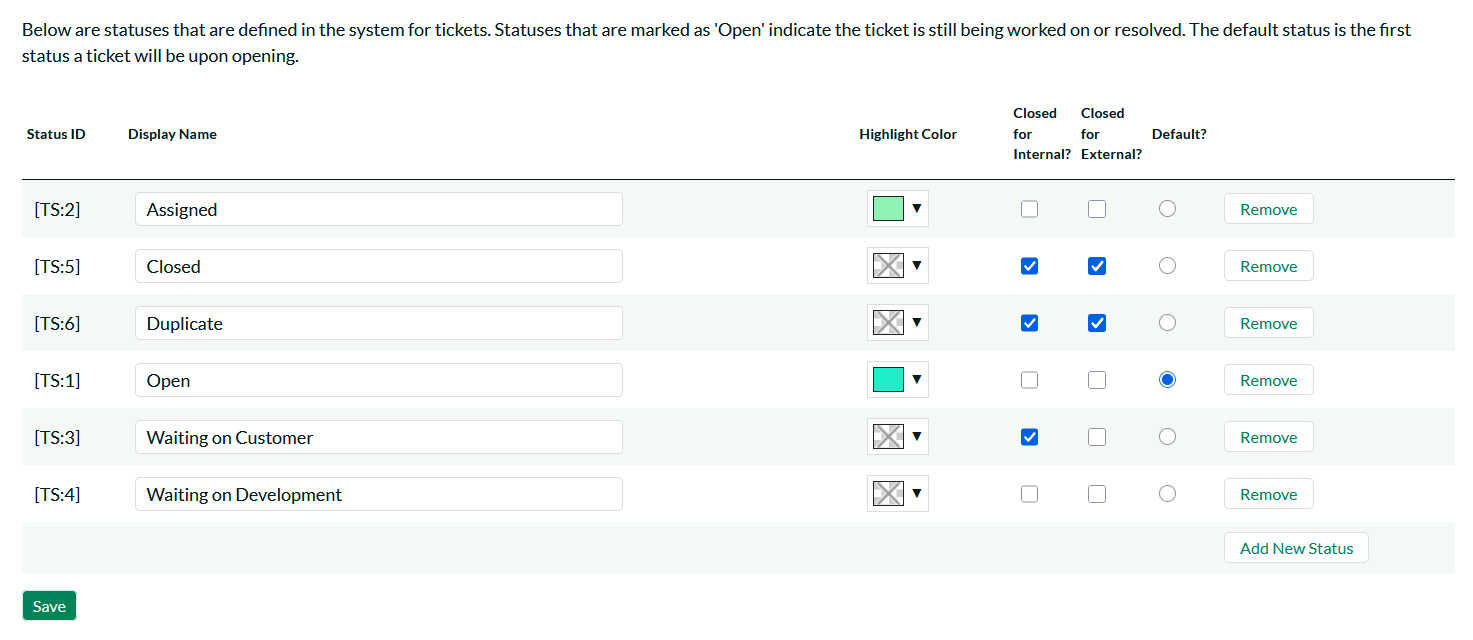 Below are statuses that are defined in the system for tickets. Statuses that are marked as 'Open' indicate the ticket is still being worked on or resolved. The default status is the first
status a ticket will be upon opening.
Status ID Display Name Highlight Color Closed for Internal? Closed for External? Default?
[TS:2] Assigned Remove
[TS:5] Closed Remove
[TS:6] Duplicate Remove
[TS:1] Open Remove
[TS:3] Waiting on Customer Remove
[TS:4] Waiting on Development Remove
Add New Status
Save